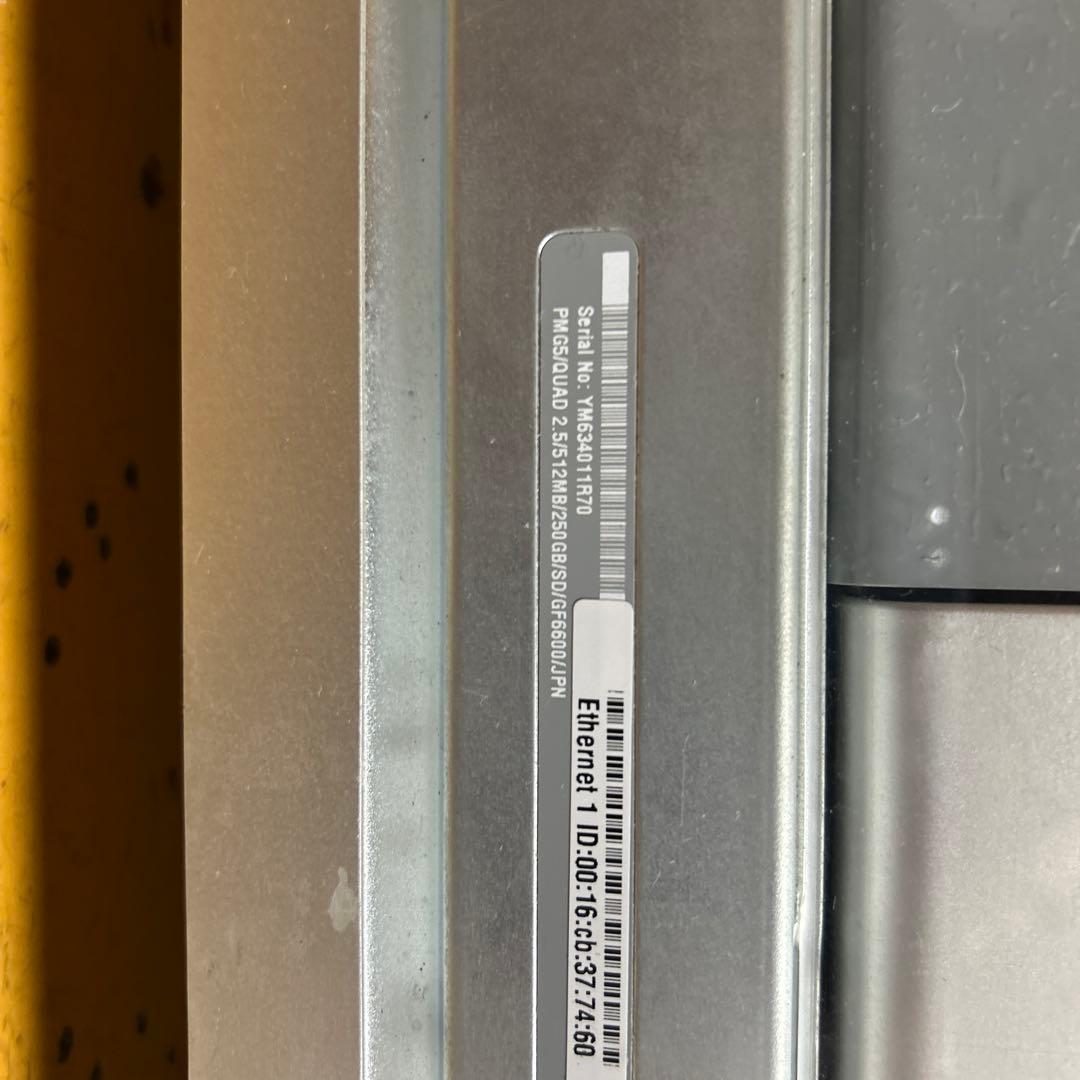 Serial No: YM634011R70
PMG5/QUAD 2.5/512MB/250GB/SD/GF6600/JPN
Ethernet 1 ID:00:16:cb:37:74:60